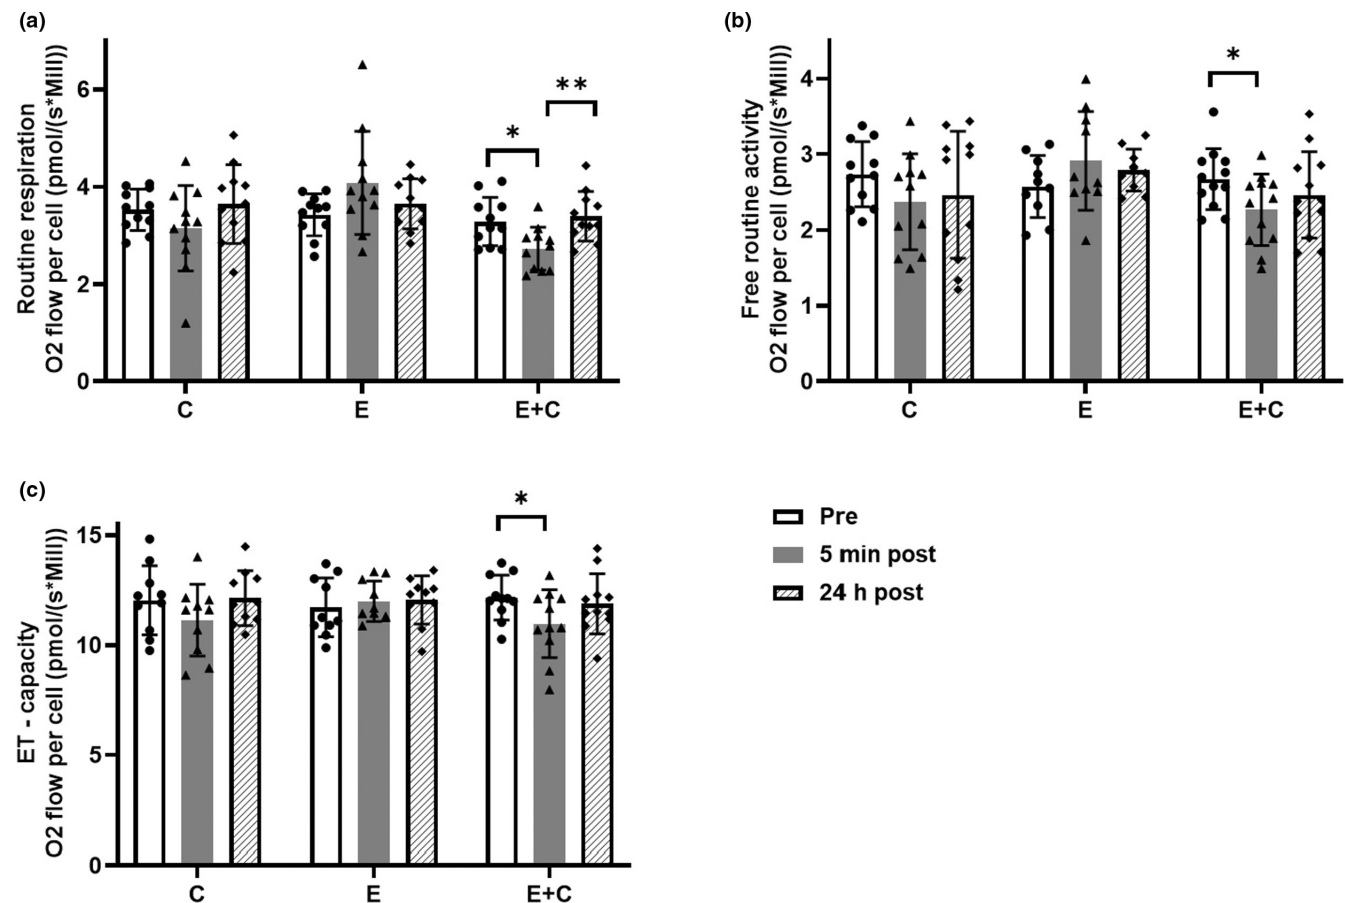 (a)
Routine respiration
O2 flow per cell (pmol/(s*Mill))
6
4
2
0
*
**
C
E
E+C
(b)
Free routine activity
O2 flow per cell (pmol/(s*Mill))
4
3
2
1
0
*
C
E
E+C
(c)
ET - capacity
O2 flow per cell (pmol/(s*Mill))
15
10
5
0
*
C
E
E+C
Pre
5 min post
24 h post